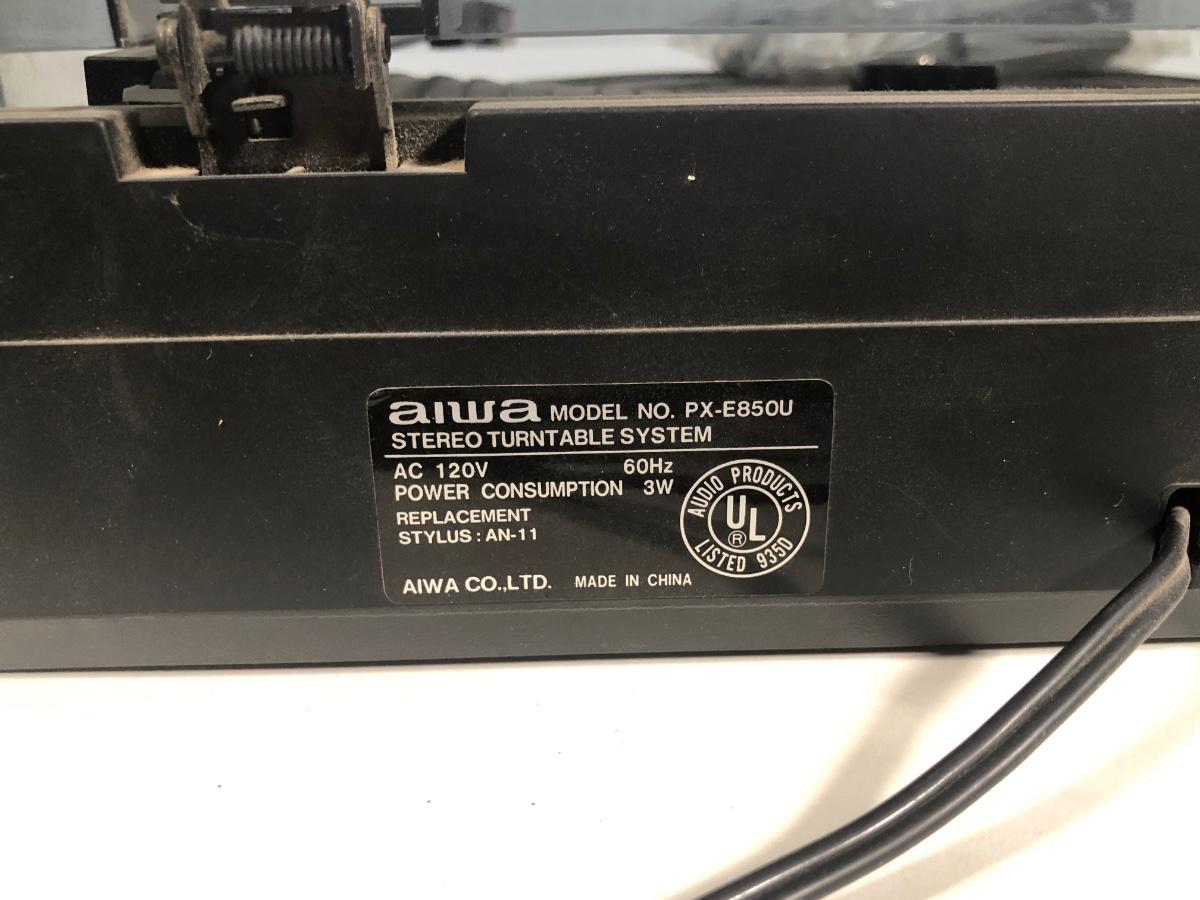 aiwa MODEL NO. PX-E850U
STEREO TURNTABLE SYSTEM
AC 120V 60Hz
POWER CONSUMPTION 3W
REPLACEMENT
STYLUS : AN-11
AUDIO PRODUCTS
UL
®
LISTED 9350
AIWA CO.,LTD. MADE IN CHINA